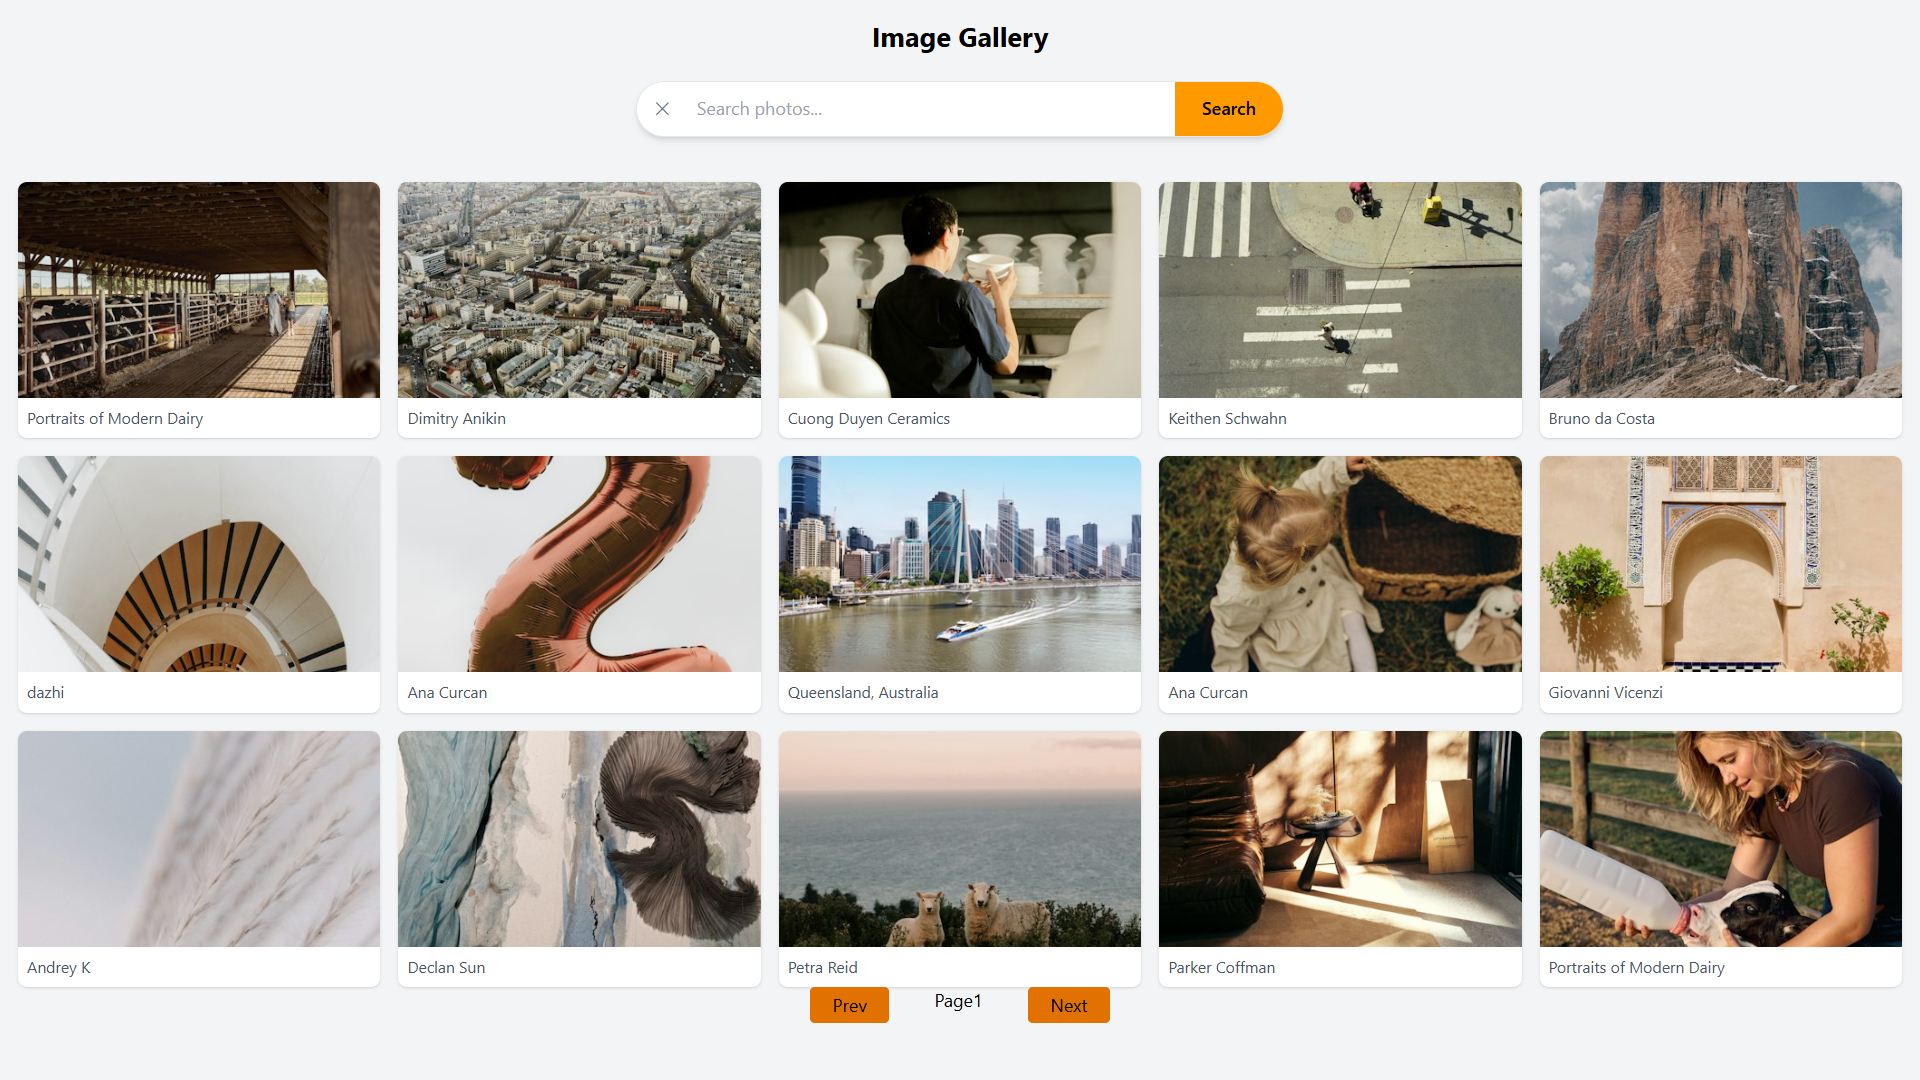 Image Gallery
Search photos...
Search
Portraits of Modern Dairy
Dimitry Anikin
Cuong Duyen Ceramics
Keithen Schwahn
Bruno da Costa
dazhi
Ana Curcan
Queensland, Australia
Ana Curcan
Giovanni Vicenzi
Andrey K
Declan Sun
Petra Reid
Parker Coffman
Portraits of Modern Dairy
Prev
Page1
Next